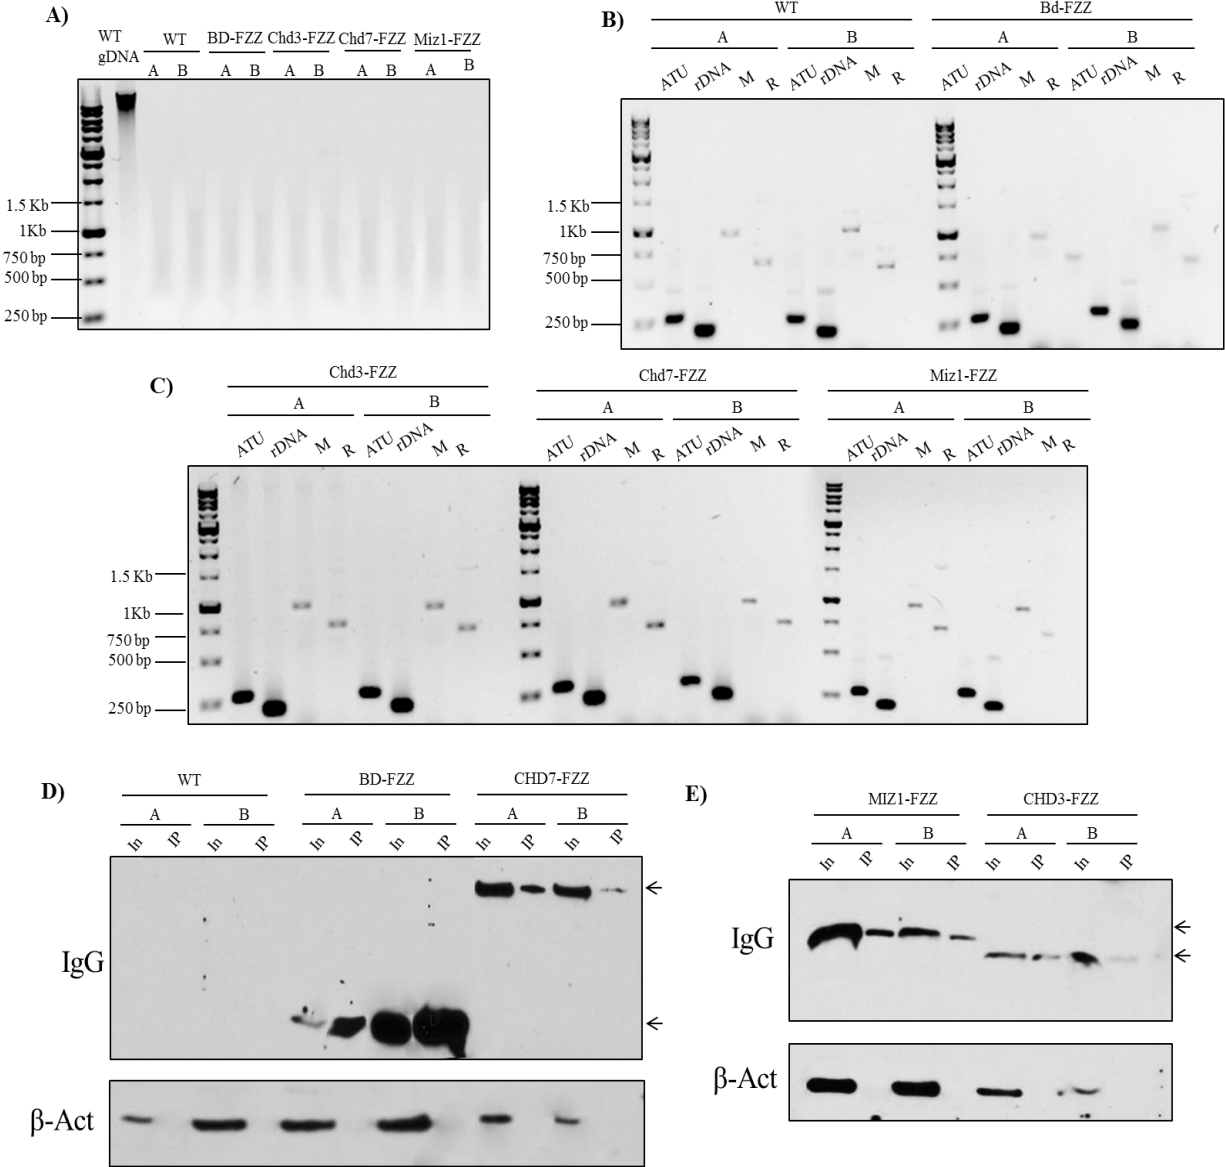 A)
WT gDNA WT BD-FZZ Chd3-FZZ Chd7-FZZ Miz1-FZZ
A B A B A B A B A B
1.5 Kb
1Kb
750 bp
500 bp
250 bp
B)
WT Bd-FZZ
A B A B
ATU rDNA M R ATU rDNA M R ATU rDNA M R ATU rDNA M R
1.5 Kb
1Kb
750 bp
500 bp
250 bp
C)
Chd3-FZZ Chd7-FZZ Miz1-FZZ
A B A B A B
ATU rDNA M R ATU rDNA M R ATU rDNA M R ATU rDNA M R ATU rDNA M R ATU rDNA M R
1.5 Kb
1Kb
750 bp
500 bp
250 bp
D)
WT BD-FZZ CHD7-FZZ
A B A B A B
In IP In IP In IP In IP In IP In IP
IgG
β-Act
E)
MIZ1-FZZ CHD3-FZZ
A B A B
In IP In IP In IP In IP
IgG
β-Act